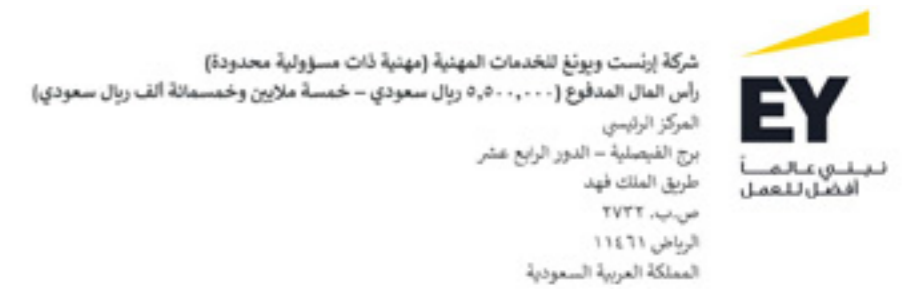 شركة إرنست ويونغ للخدمات المهنية (مهنية ذات مسؤولية محدودة)
رأس المال المدفوع (٥,٥٠٠,٠٠٠ ريال سعودي – خمسة ملايين وخمسمائة ألف ريال سعودي)
المركز الرئيسي
برج الفيصلية – الدور الرابع عشر
طريق الملك فهد
ص.ب. ٢٧٣٢
الرياض ١١٤٦١
المملكة العربية السعودية
EY
نبني عالماً
أفضل للعمل